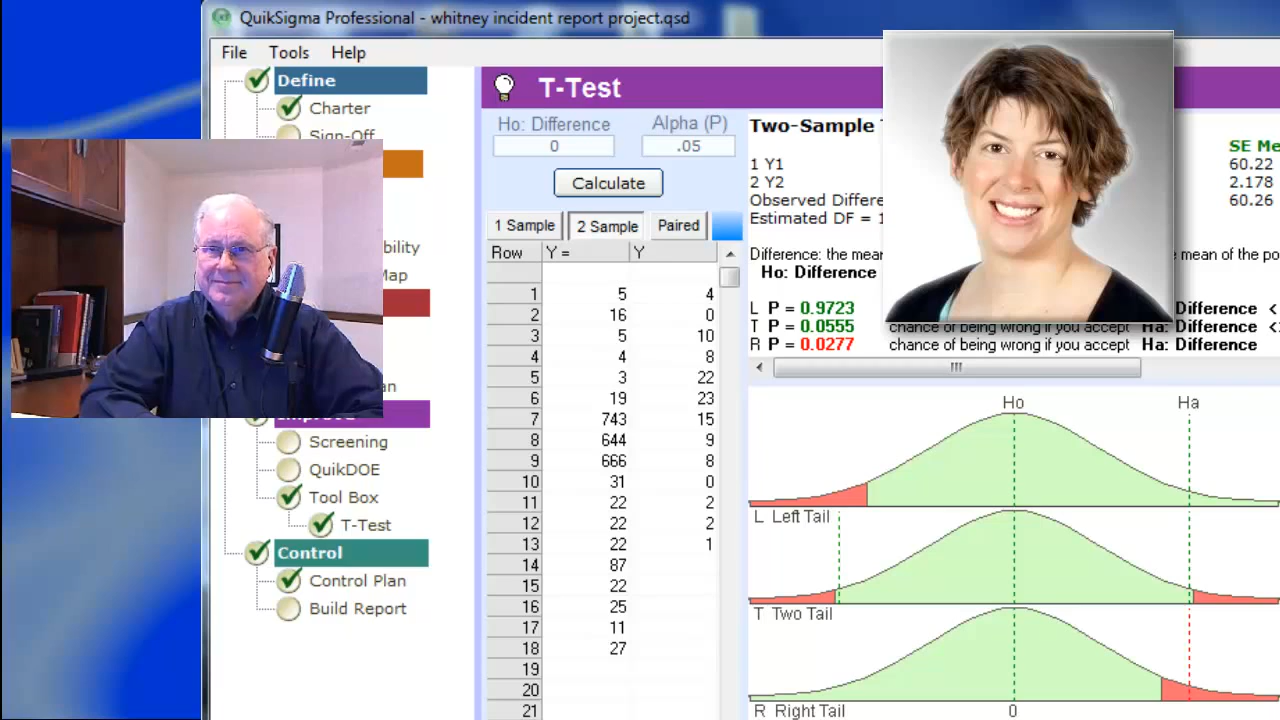 QuikSigma Professional - whitney incident report project.qsd
File Tools Help
Define
Charter
Sign-Off
bility
Map
Screening
QuikDOE
Tool Box
T-Test
Control
Control Plan
Build Report
T-Test
Ho: Difference Alpha (P)
0 .05
Calculate
1 Sample 2 Sample Paired
Row Y = Y
1 5 4
2 16 0
3 5 10
4 4 8
5 3 22
6 19 23
7 743 15
8 644 9
9 666 8
10 31 0
11 22 2
12 22 2
13 22 1
14 87
15 22
16 25
17 11
18 27
19
20
21
Two-Sample
SE Me
1 Y1 60.22
2 Y2 2.178
Observed Differe 60.26
Estimated DF = 1
Difference: the mean mean of the po
Ho: Difference
L P = 0.9723 Difference <
T P = 0.0555 chance of being wrong if you accept Ha: Difference <
R P = 0.0277 chance of being wrong if you accept Ha: Difference
Ho Ha
L Left Tail
T Two Tail
R Right Tail 0